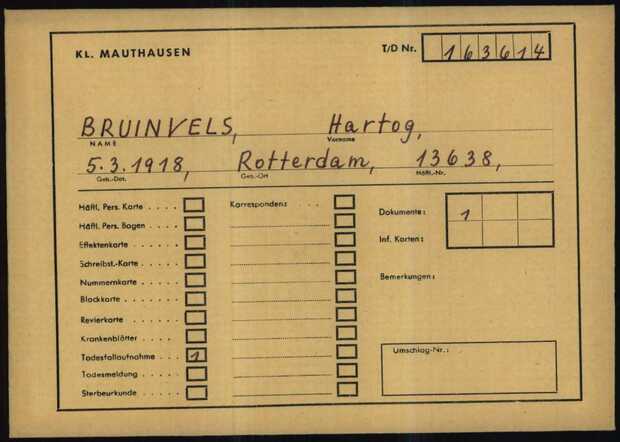 KL. MAUTHAUSEN T/D Nr. 163614
BRUINVELS, Hartog,
NAME Vorname
5.3.1918, Rotterdam, 13638,
Geb.-Dat. Geb.-Ort Häftl.-Nr.
Häftl. Pers. Karte . . . . Korrespondenz . . .
Häftl. Pers. Bogen . . . .
Effektenkarte . . . .
Schreibst.-Karte . . . .
Nummernkarte . . . .
Blockkarte . . . . .
Revierkarte . . . .
Krankenblätter . . . .
Todesfallaufnahme . . . 1
Todesmeldung . . . .
Sterbeurkunde . . . .
Dokumente: 1
Inf. Karten:
Bemerkungen:
Umschlag-Nr.: